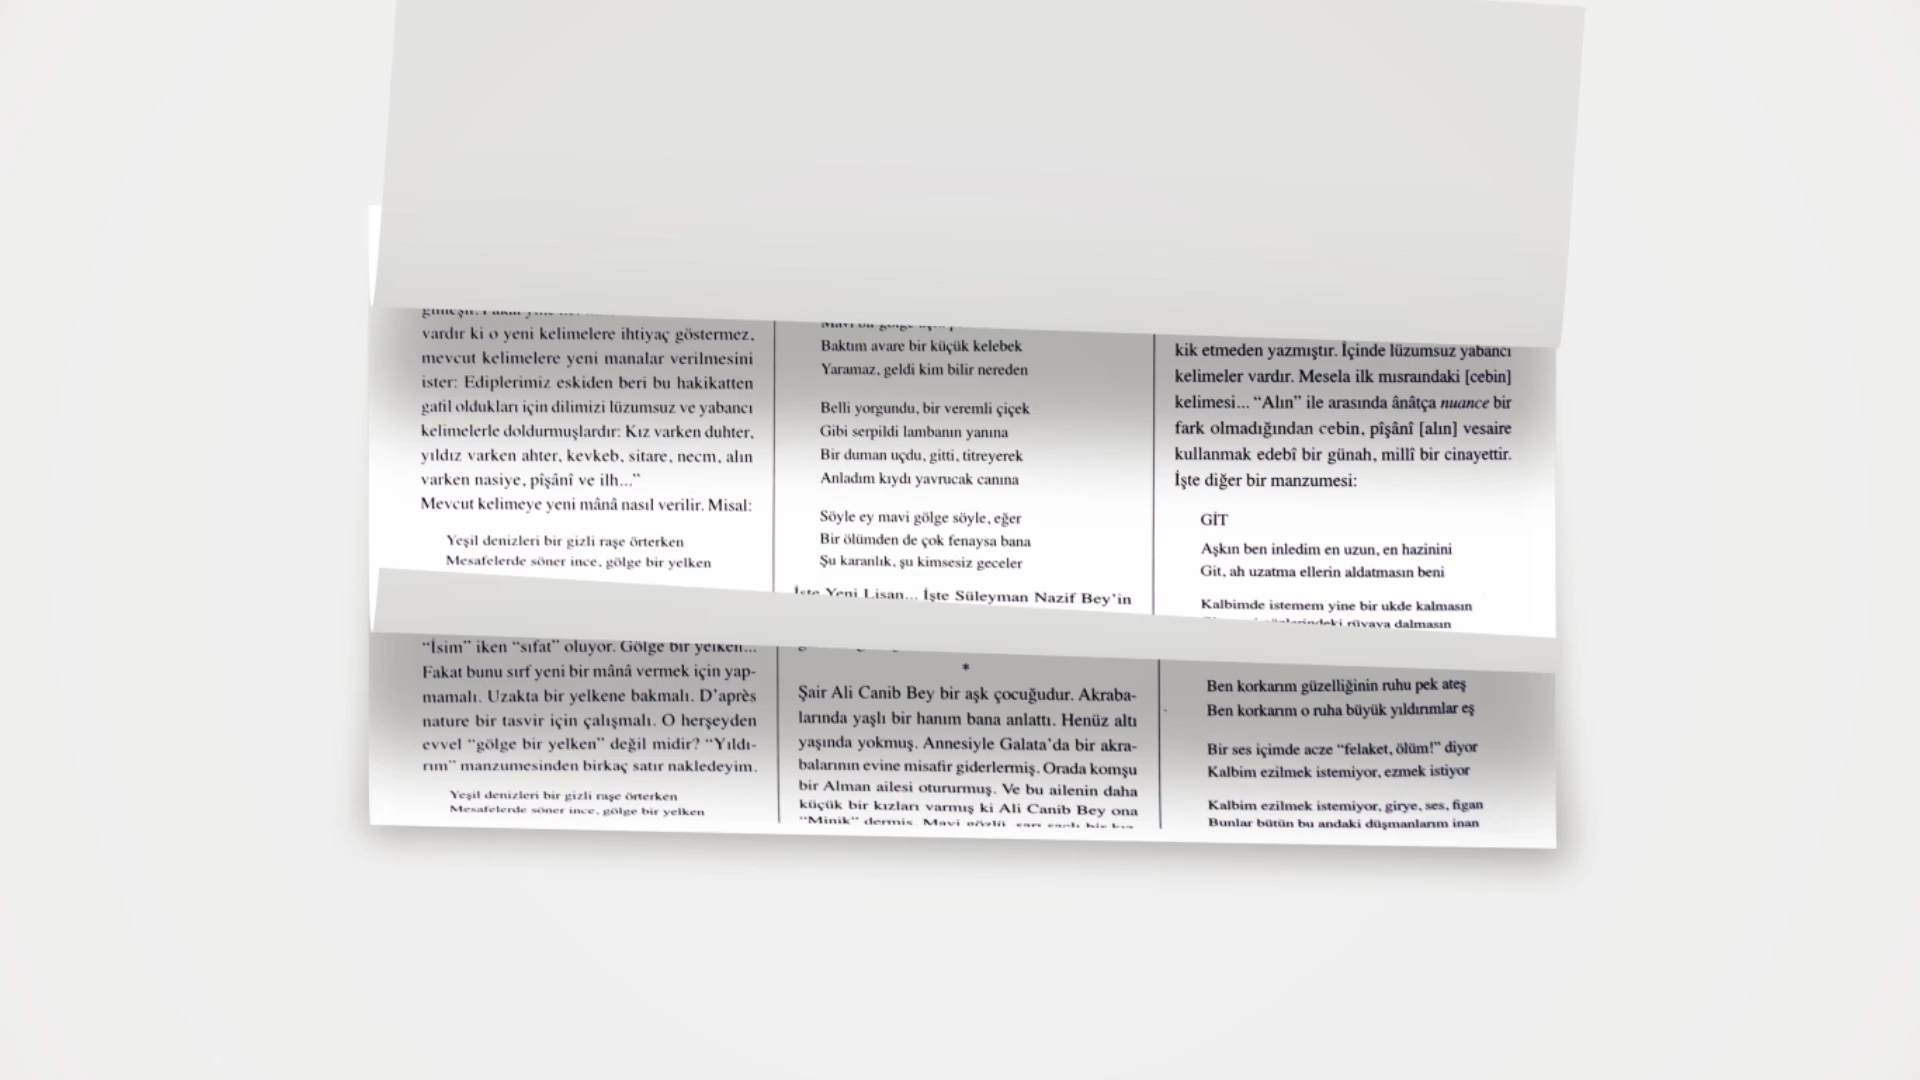 vardır ki o yeni kelimelere ihtiyaç göstermez,
mevcut kelimelere yeni manalar verilmesini
ister: Ediplerimiz eskiden beri bu hakikatten
gafil oldukları için dilimizi lüzumsuz ve yabancı
kelimelerle doldurmuşlardır: Kız varken duhter,
yıldız varken ahter, kevkeb, sitare, necm, alın
varken nasiye, pîşânî ve ilh...”
Mevcut kelimeye yeni mânâ nasıl verilir. Misal:
Yeşil denizleri bir gizli raşe örterken
Mesafelerde söner ince, gölge bir yelken
“İsim” iken “sıfat” oluyor. Gölge bir yelken...
Fakat bunu sırf yeni bir mânâ vermek için yap-
mamalı. Uzakta bir yelkene bakmalı. D’après
nature bir tasvir için çalışmalı. O herşeyden
evvel “gölge bir yelken” değil midir? “Yıldı-
rım” manzumesinden birkaç satır nakledeyim.
Yeşil denizleri bir gizli raşe örterken
Mesafelerde söner ince, gölge bir yelken
Mavi bir gölge
Baktım avare bir küçük kelebek
Yaramaz, geldi kim bilir nereden
Belli yorgundu, bir veremli çiçek
Gibi serpildi lambanın yanına
Bir duman uçdu, gitti, titreyerek
Anladım kıydı yavrucak canına
Söyle ey mavi gölge söyle, eğer
Bir ölümden de çok fenaysa bana
Şu karanlık, şu kimsesiz geceler
İşte Yeni Lisan... İşte Süleyman Nazif Bey’in
*
Şair Ali Canib Bey bir aşk çocuğudur. Akraba-
larında yaşlı bir hanım bana anlattı. Henüz altı
yaşında yokmuş. Annesiyle Galata’da bir akra-
balarının evine misafir giderlermiş. Orada komşu
bir Alman ailesi otururmuş. Ve bu ailenin daha
küçük bir kızları varmış ki Ali Canib Bey ona
“Minik” dermiş. Mavi gözlü, sarı saçlı bir kız
kik etmeden yazmıştır. İçinde lüzumsuz yabancı
kelimeler vardır. Mesela ilk mısraındaki [cebin]
kelimesi... “Alın” ile arasında ânâtça nuance bir
fark olmadığından cebin, pîşânî [alın] vesaire
kullanmak edebî bir günah, millî bir cinayettir.
İşte diğer bir manzumesi:
GİT
Aşkın ben inledim en uzun, en hazinini
Git, ah uzatma ellerin aldatmasın beni
Kalbimde istemem yine bir ukde kalmasın
rüyaya dalmasın
Ben korkarım güzelliğinin ruhu pek ateş
Ben korkarım o ruha büyük yıldırımlar eş
Bir ses içimde acze “felaket, ölüm!” diyor
Kalbim ezilmek istemiyor, ezmek istiyor
Kalbim ezilmek istemiyor, girye, ses, figan
Bunlar bütün bu andaki düşmanlarım inan